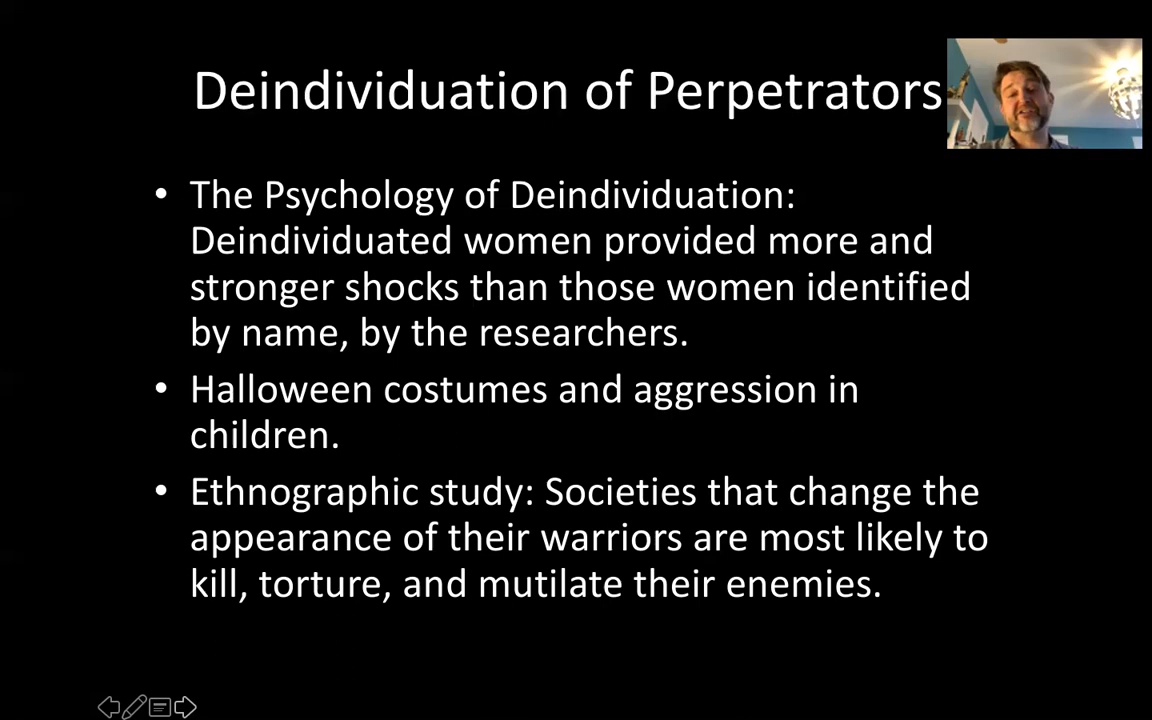 Deindividuation of Perpetrators
• The Psychology of Deindividuation:
Deindividuated women provided more and
stronger shocks than those women identified
by name, by the researchers.
• Halloween costumes and aggression in
children.
• Ethnographic study: Societies that change the
appearance of their warriors are most likely to
kill, torture, and mutilate their enemies.